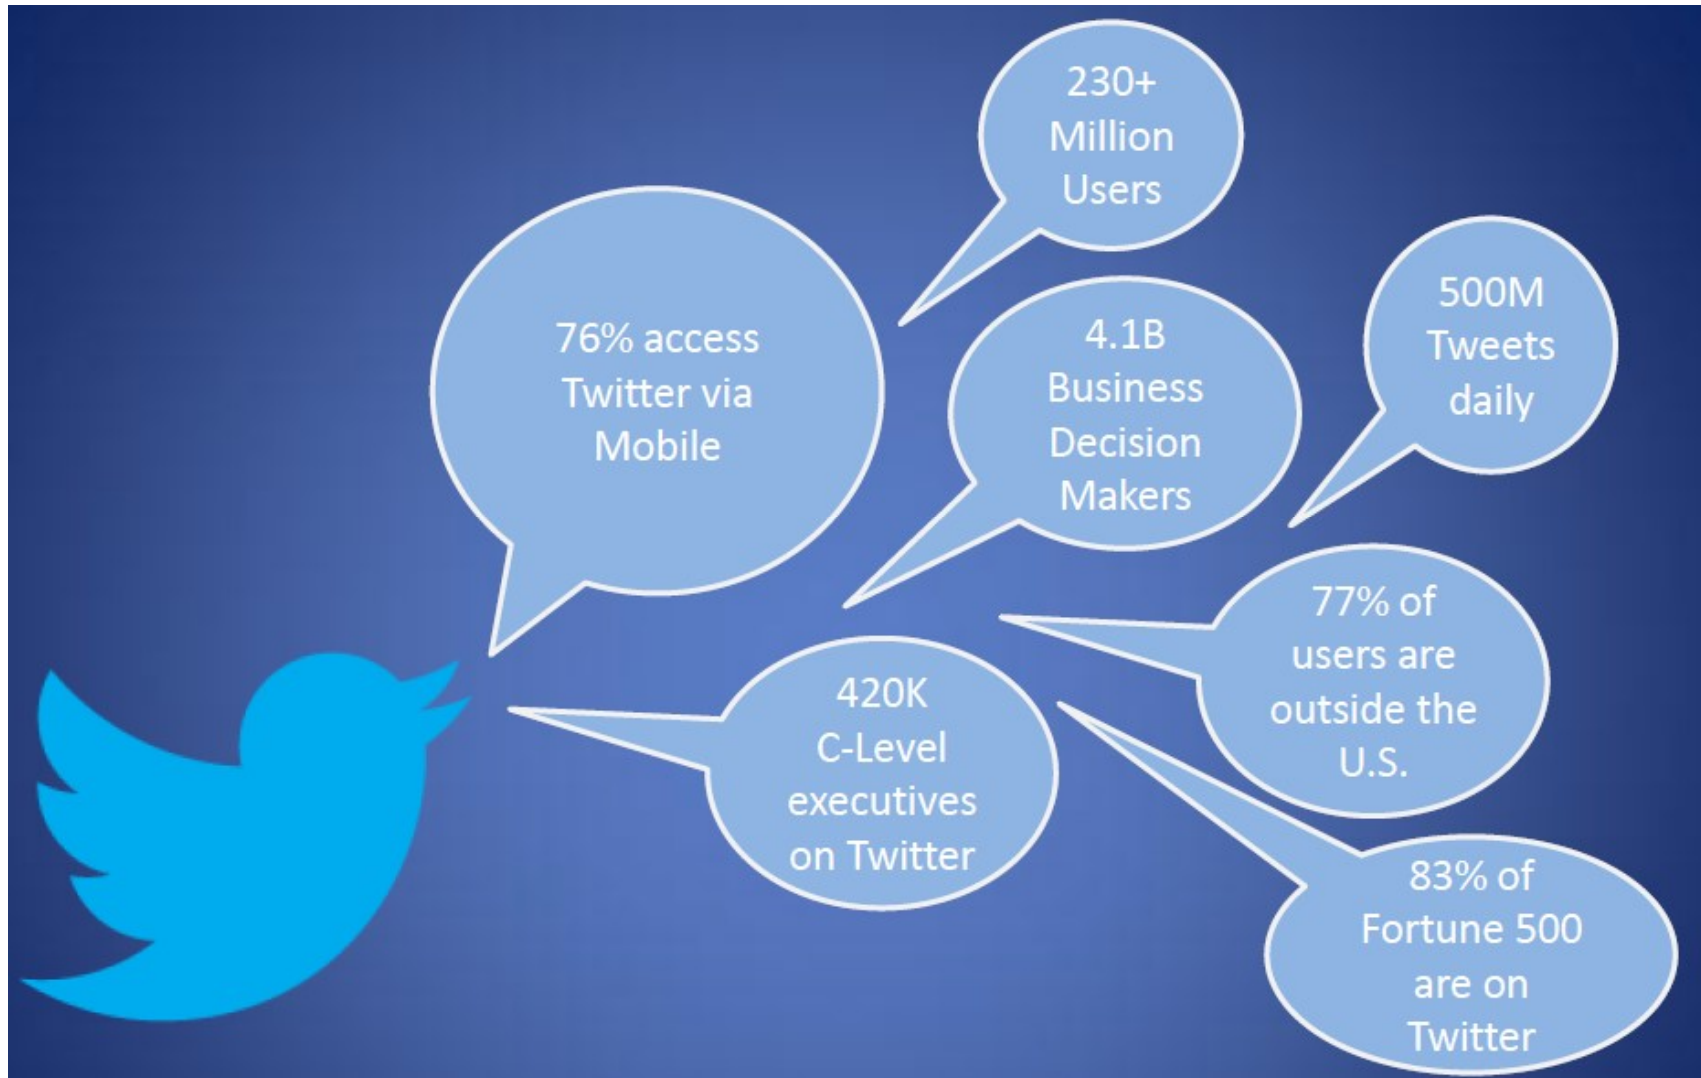 230+
Million
Users
76% access
Twitter via
Mobile
4.1B
Business
Decision
Makers
500M
Tweets
daily
77% of
users are
outside the
U.S.
420K
C-Level
executives
on Twitter
83% of
Fortune 500
are on
Twitter